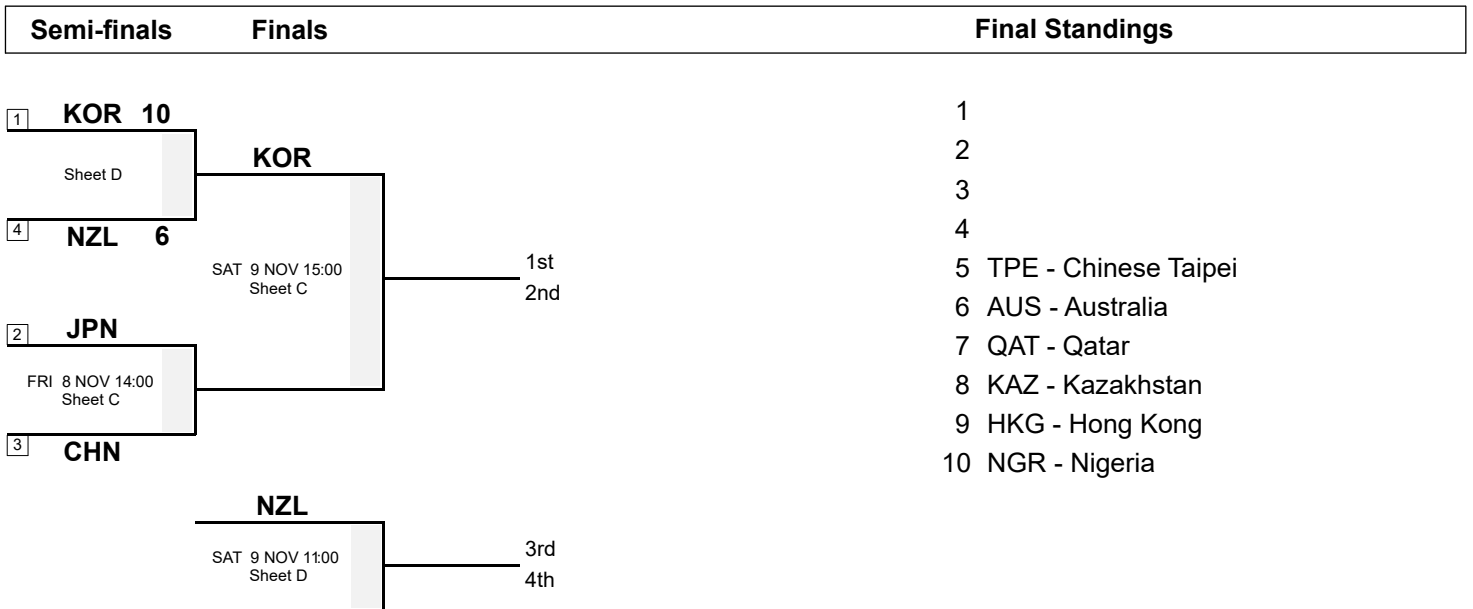 Semi-finals Finals Final Standings
1 KOR 10
Sheet D
4 NZL 6
KOR
SAT 9 NOV 15:00
Sheet C
1st
2nd
2 JPN
FRI 8 NOV 14:00
Sheet C
3 CHN
NZL
SAT 9 NOV 11:00
Sheet D
3rd
4th
1
2
3
4
5 TPE - Chinese Taipei
6 AUS - Australia
7 QAT - Qatar
8 KAZ - Kazakhstan
9 HKG - Hong Kong
10 NGR - Nigeria